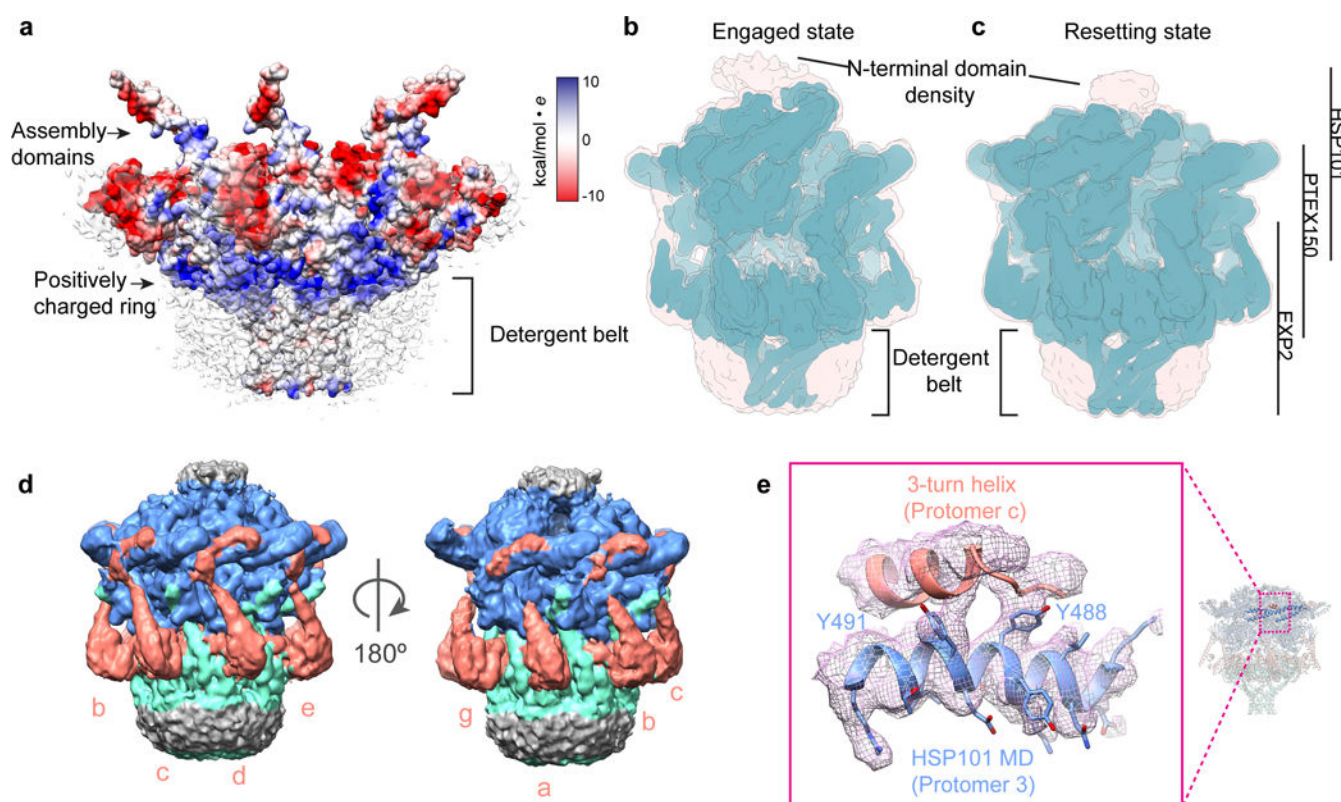 a
Assembly
domains
Positively
charged ring
10
0
-10
kcal/mol • e
Detergent belt
b
Engaged state
c
Resetting state
N-terminal domain
density
Detergent
belt
HSP101
PTEX150
EXP2
d
b
c
d
e
180º
g
a
b
c
e
3-turn helix
(Protomer c)
Y491
Y488
HSP101 MD
(Protomer 3)